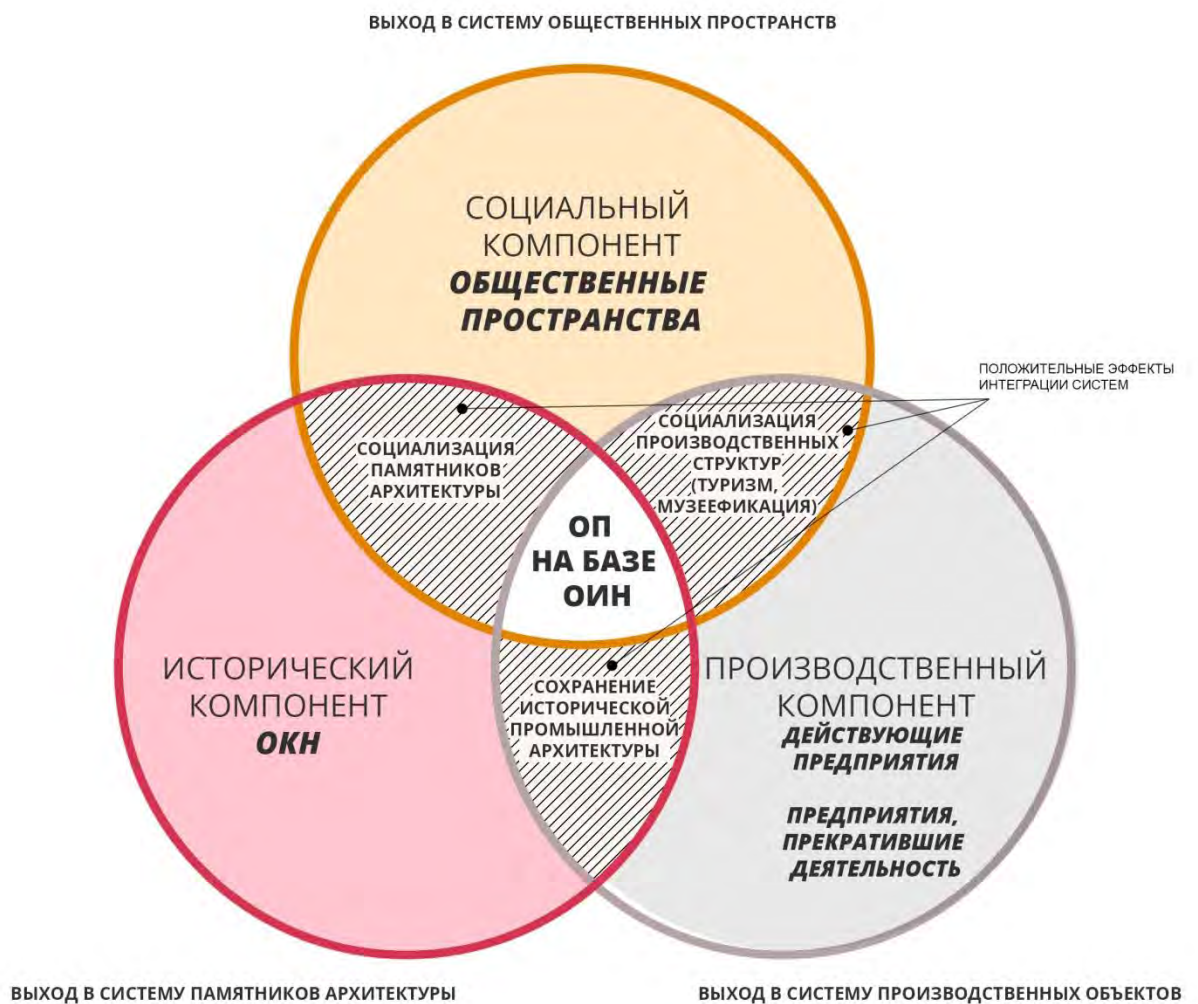 ВЫХОД В СИСТЕМУ ОБЩЕСТВЕННЫХ ПРОСТРАНСТВ
СОЦИАЛЬНЫЙ
КОМПОНЕНТ
ОБЩЕСТВЕННЫЕ
ПРОСТРАНСТВА
ПОЛОЖИТЕЛЬНЫЕ ЭФФЕКТЫ
ИНТЕГРАЦИИ СИСТЕМ
СОЦИАЛИЗАЦИЯ
ПАМЯТНИКОВ
АРХИТЕКТУРЫ
СОЦИАЛИЗАЦИЯ
ПРОИЗВОДСТВЕННЫХ
СТРУКТУР
(ТУРИЗМ,
МУЗЕЕФИКАЦИЯ)
ОП
НА БАЗЕ
ОИН
ИСТОРИЧЕСКИЙ
КОМПОНЕНТ
ОКН
СОХРАНЕНИЕ
ИСТОРИЧЕСКОЙ
ПРОМЫШЛЕННОЙ
АРХИТЕКТУРЫ
ПРОИЗВОДСТВЕННЫЙ
КОМПОНЕНТ
ДЕЙСТВУЮЩИЕ
ПРЕДПРИЯТИЯ
ПРЕДПРИЯТИЯ,
ПРЕКРАТИВШИЕ
ДЕЯТЕЛЬНОСТЬ
ВЫХОД В СИСТЕМУ ПАМЯТНИКОВ АРХИТЕКТУРЫ
ВЫХОД В СИСТЕМУ ПРОИЗВОДСТВЕННЫХ ОБЪЕКТОВ